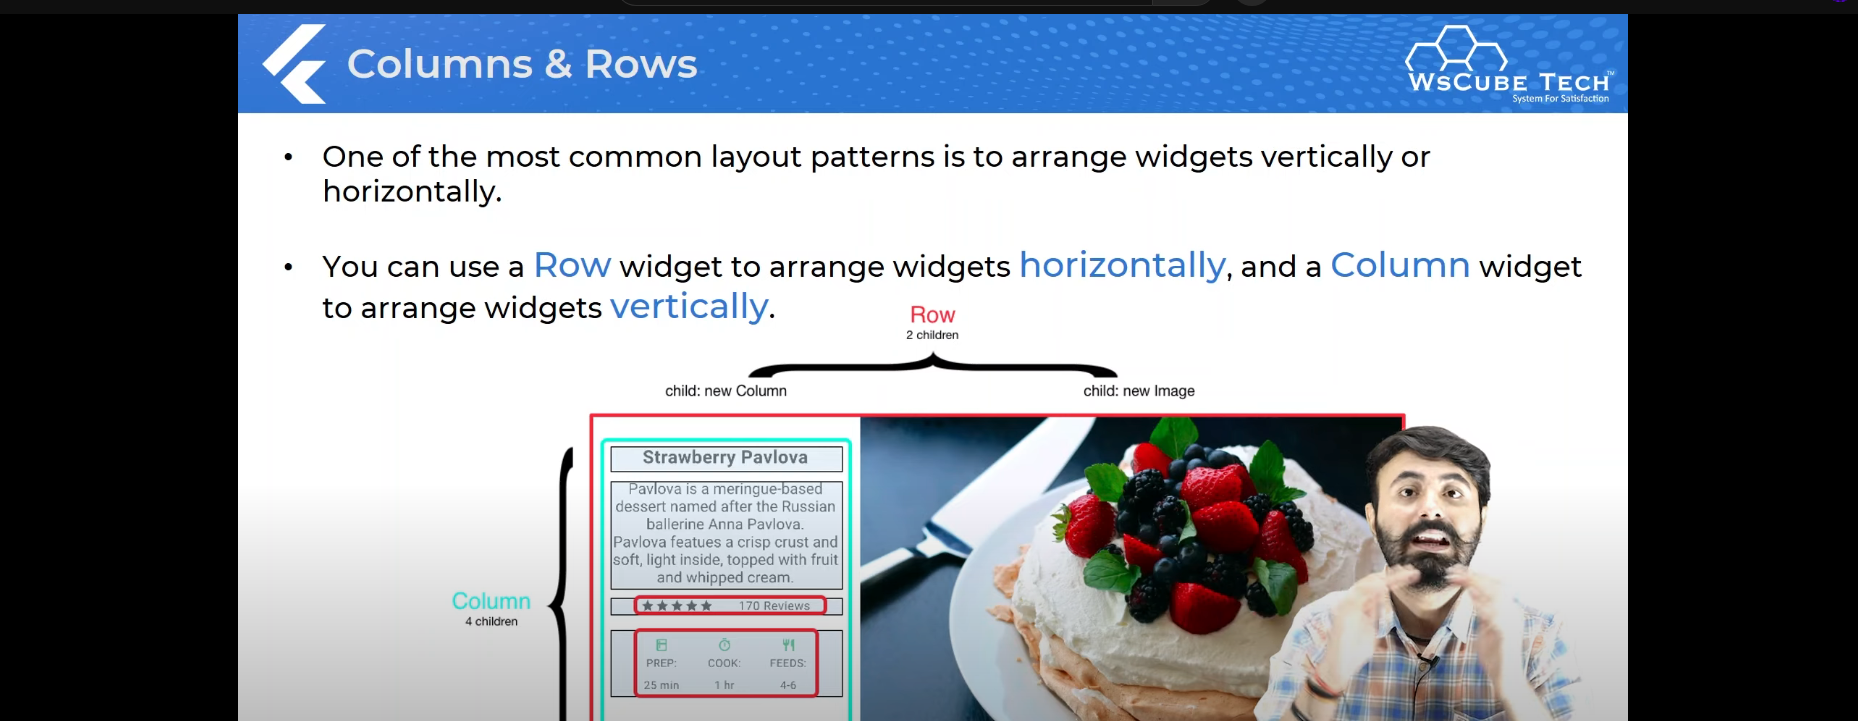 Columns & Rows
WsCube Tech™
System For Satisfaction
• One of the most common layout patterns is to arrange widgets vertically or
horizontally.
• You can use a Row widget to arrange widgets horizontally, and a Column widget
to arrange widgets vertically.
Row
2 children
child: new Column
child: new Image
Strawberry Pavlova
Pavlova is a meringue-based
dessert named after the Russian
ballerine Anna Pavlova.
Pavlova featues a crisp crust and
soft, light inside, topped with fruit
and whipped cream.
Column
4 children
★★★★★ 170 Reviews
PREP: COOK: FEEDS:
25 min 1 hr 4-6